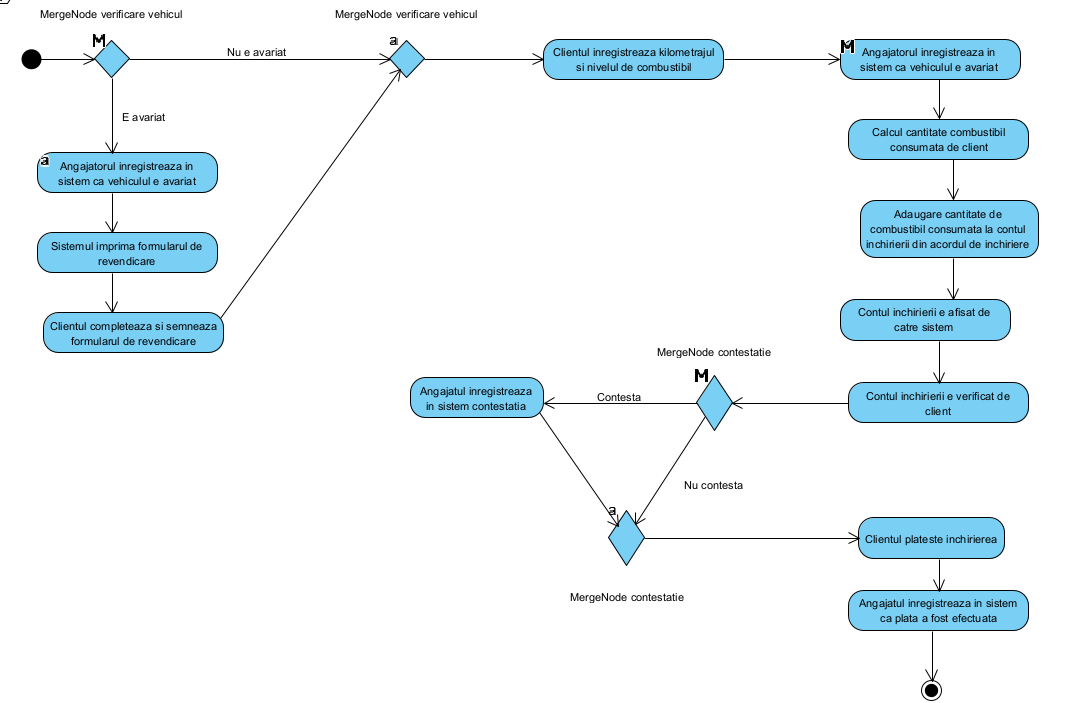 MergeNode verificare vehicul
MergeNode verificare vehicul
M
a
Nu e avariat
Clientul inregistreaza kilometrajul
si nivelul de combustibil
M
Angajatorul inregistreaza in
sistem ca vehiculul e avariat
E avariat
Calcul cantitate combustibil
consumata de client
a
Angajatorul inregistreaza in
sistem ca vehiculul e avariat
Adaugare cantitate de
combustibil consumata la contul
inchirierii din acordul de inchiriere
Sistemul imprima formularul de
revendicare
Clientul completeaza si semneaza
formularul de revendicare
Contul inchirierii e afisat de
catre sistem
MergeNode contestatie
M
Angajatul inregistreaza
in sistem contestatia
Contesta
Contul inchirierii e verificat de
client
Nu contesta
a
Clientul plateste inchirierea
MergeNode contestatie
Angajatul inregistreaza in sistem
ca plata a fost efectuata